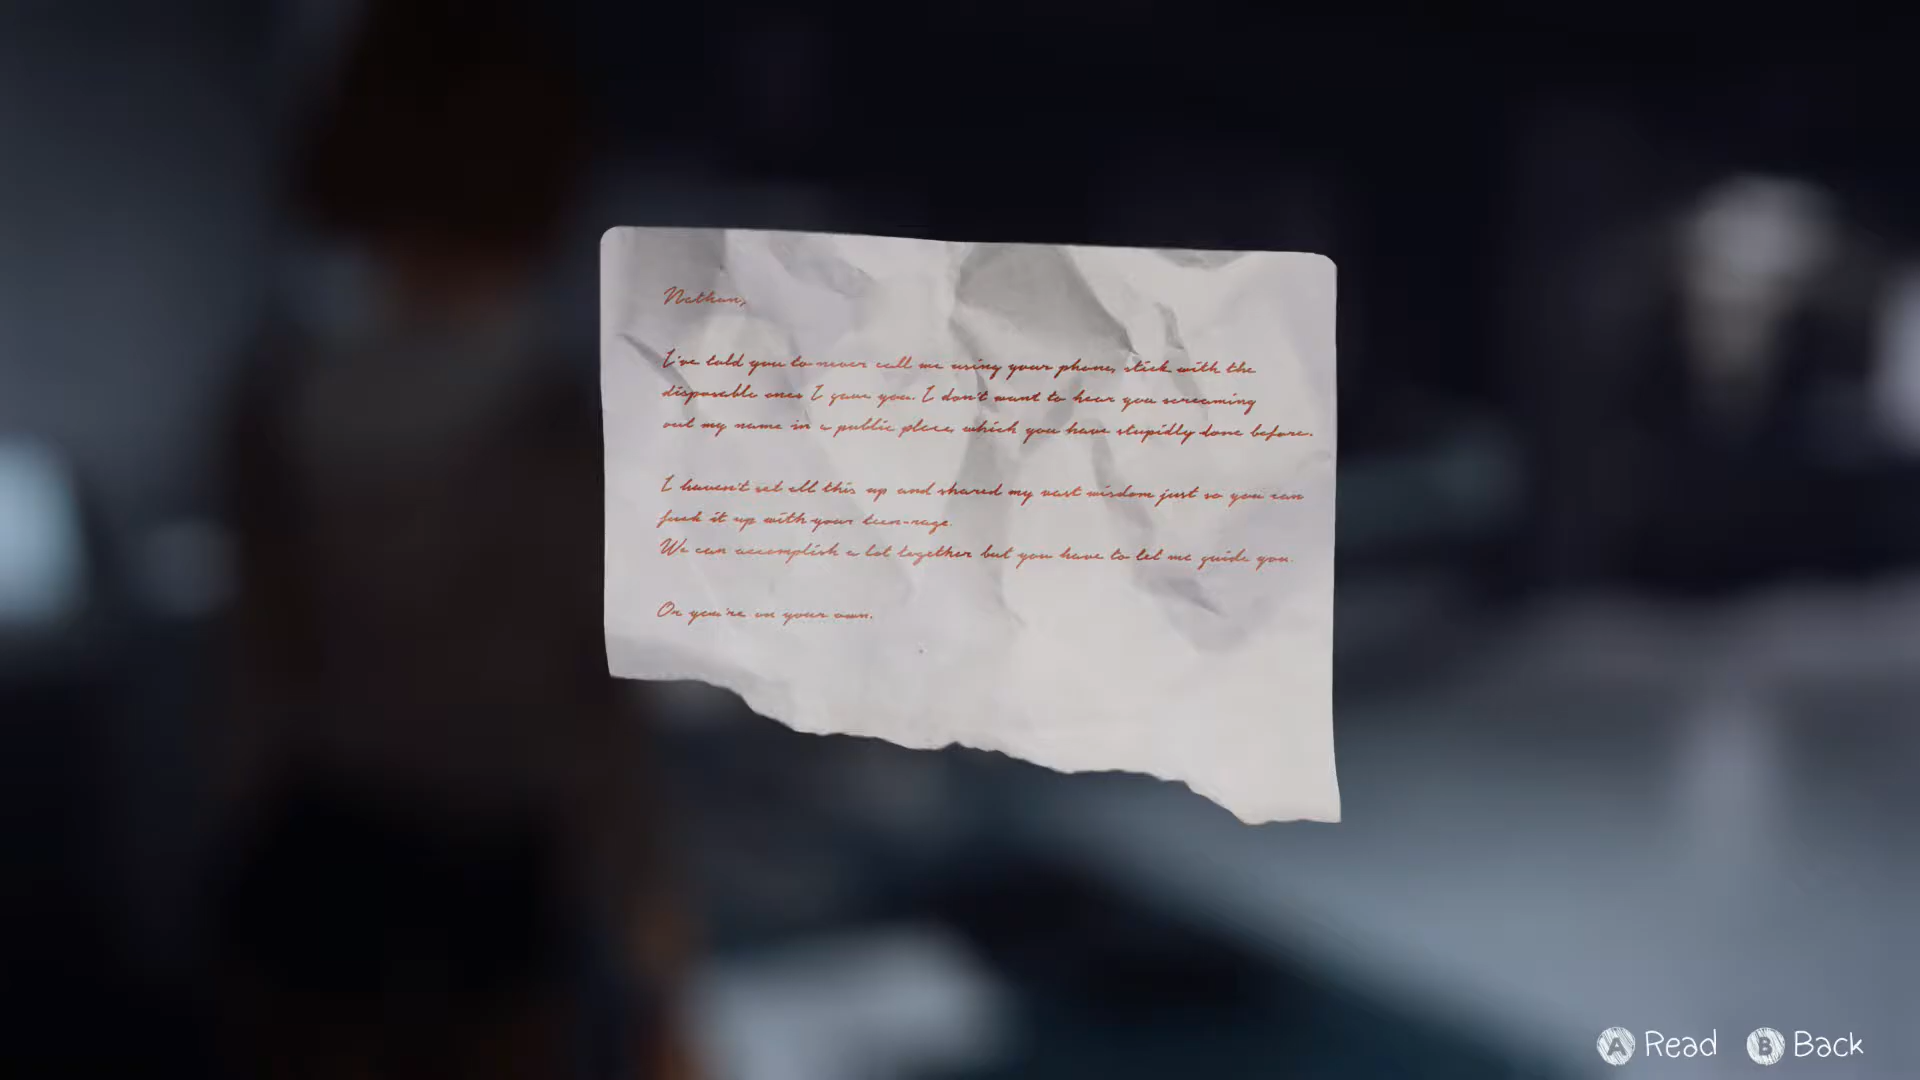 Nathan,
I've told you to never call me using your phone, stick with the
disposable ones I gave you. I don't want to hear you screaming
out my name in a public place, which you have stupidly done before.
I haven't set all this up and shared my vast wisdom just so you can
fuck it up with your teen-rage.
We can accomplish a lot together but you have to let me guide you.
Or you're on your own.
A Read B Back